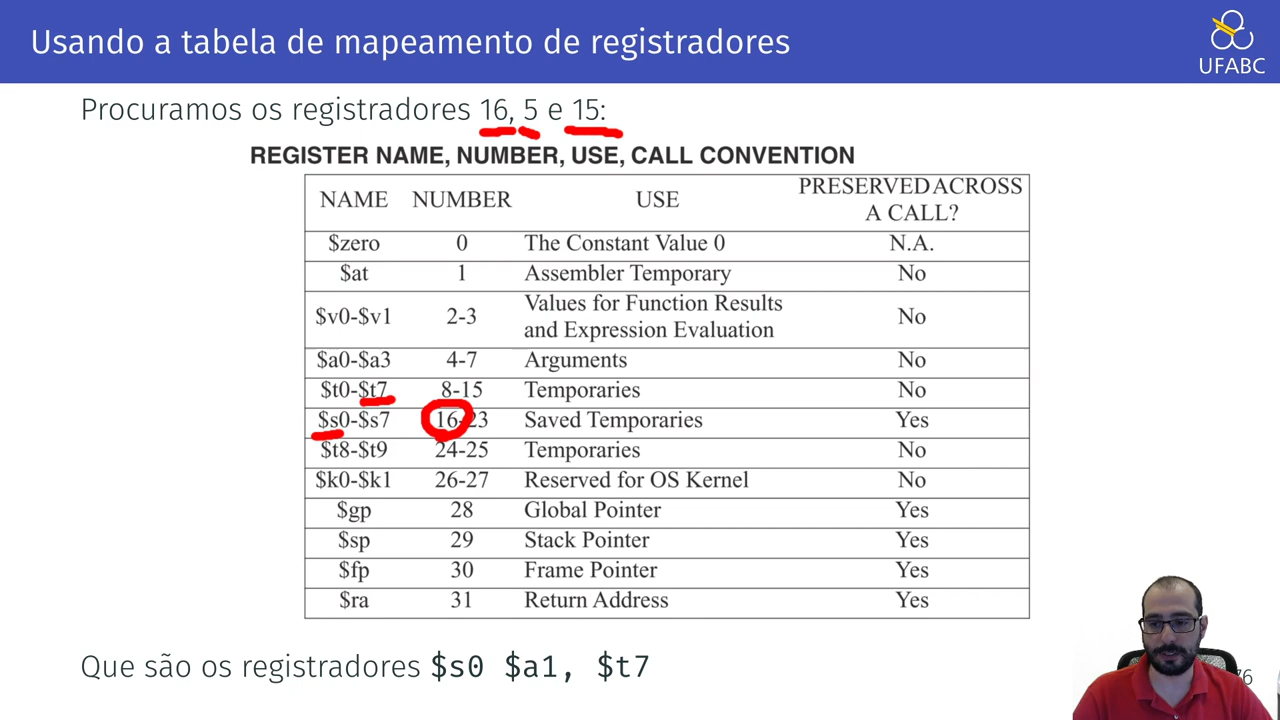 Usando a tabela de mapeamento de registradores
UFABC
Procuramos os registradores 16, 5 e 15:
REGISTER NAME, NUMBER, USE, CALL CONVENTION
NAME NUMBER USE PRESERVED ACROSS A CALL?
$zero 0 The Constant Value 0 N.A.
$at 1 Assembler Temporary No
$v0-$v1 2-3 Values for Function Results and Expression Evaluation No
$a0-$a3 4-7 Arguments No
$t0-$t7 8-15 Temporaries No
$s0-$s7 16-23 Saved Temporaries Yes
$t8-$t9 24-25 Temporaries No
$k0-$k1 26-27 Reserved for OS Kernel No
$gp 28 Global Pointer Yes
$sp 29 Stack Pointer Yes
$fp 30 Frame Pointer Yes
$ra 31 Return Address Yes
Que são os registradores $s0 $a1, $t7